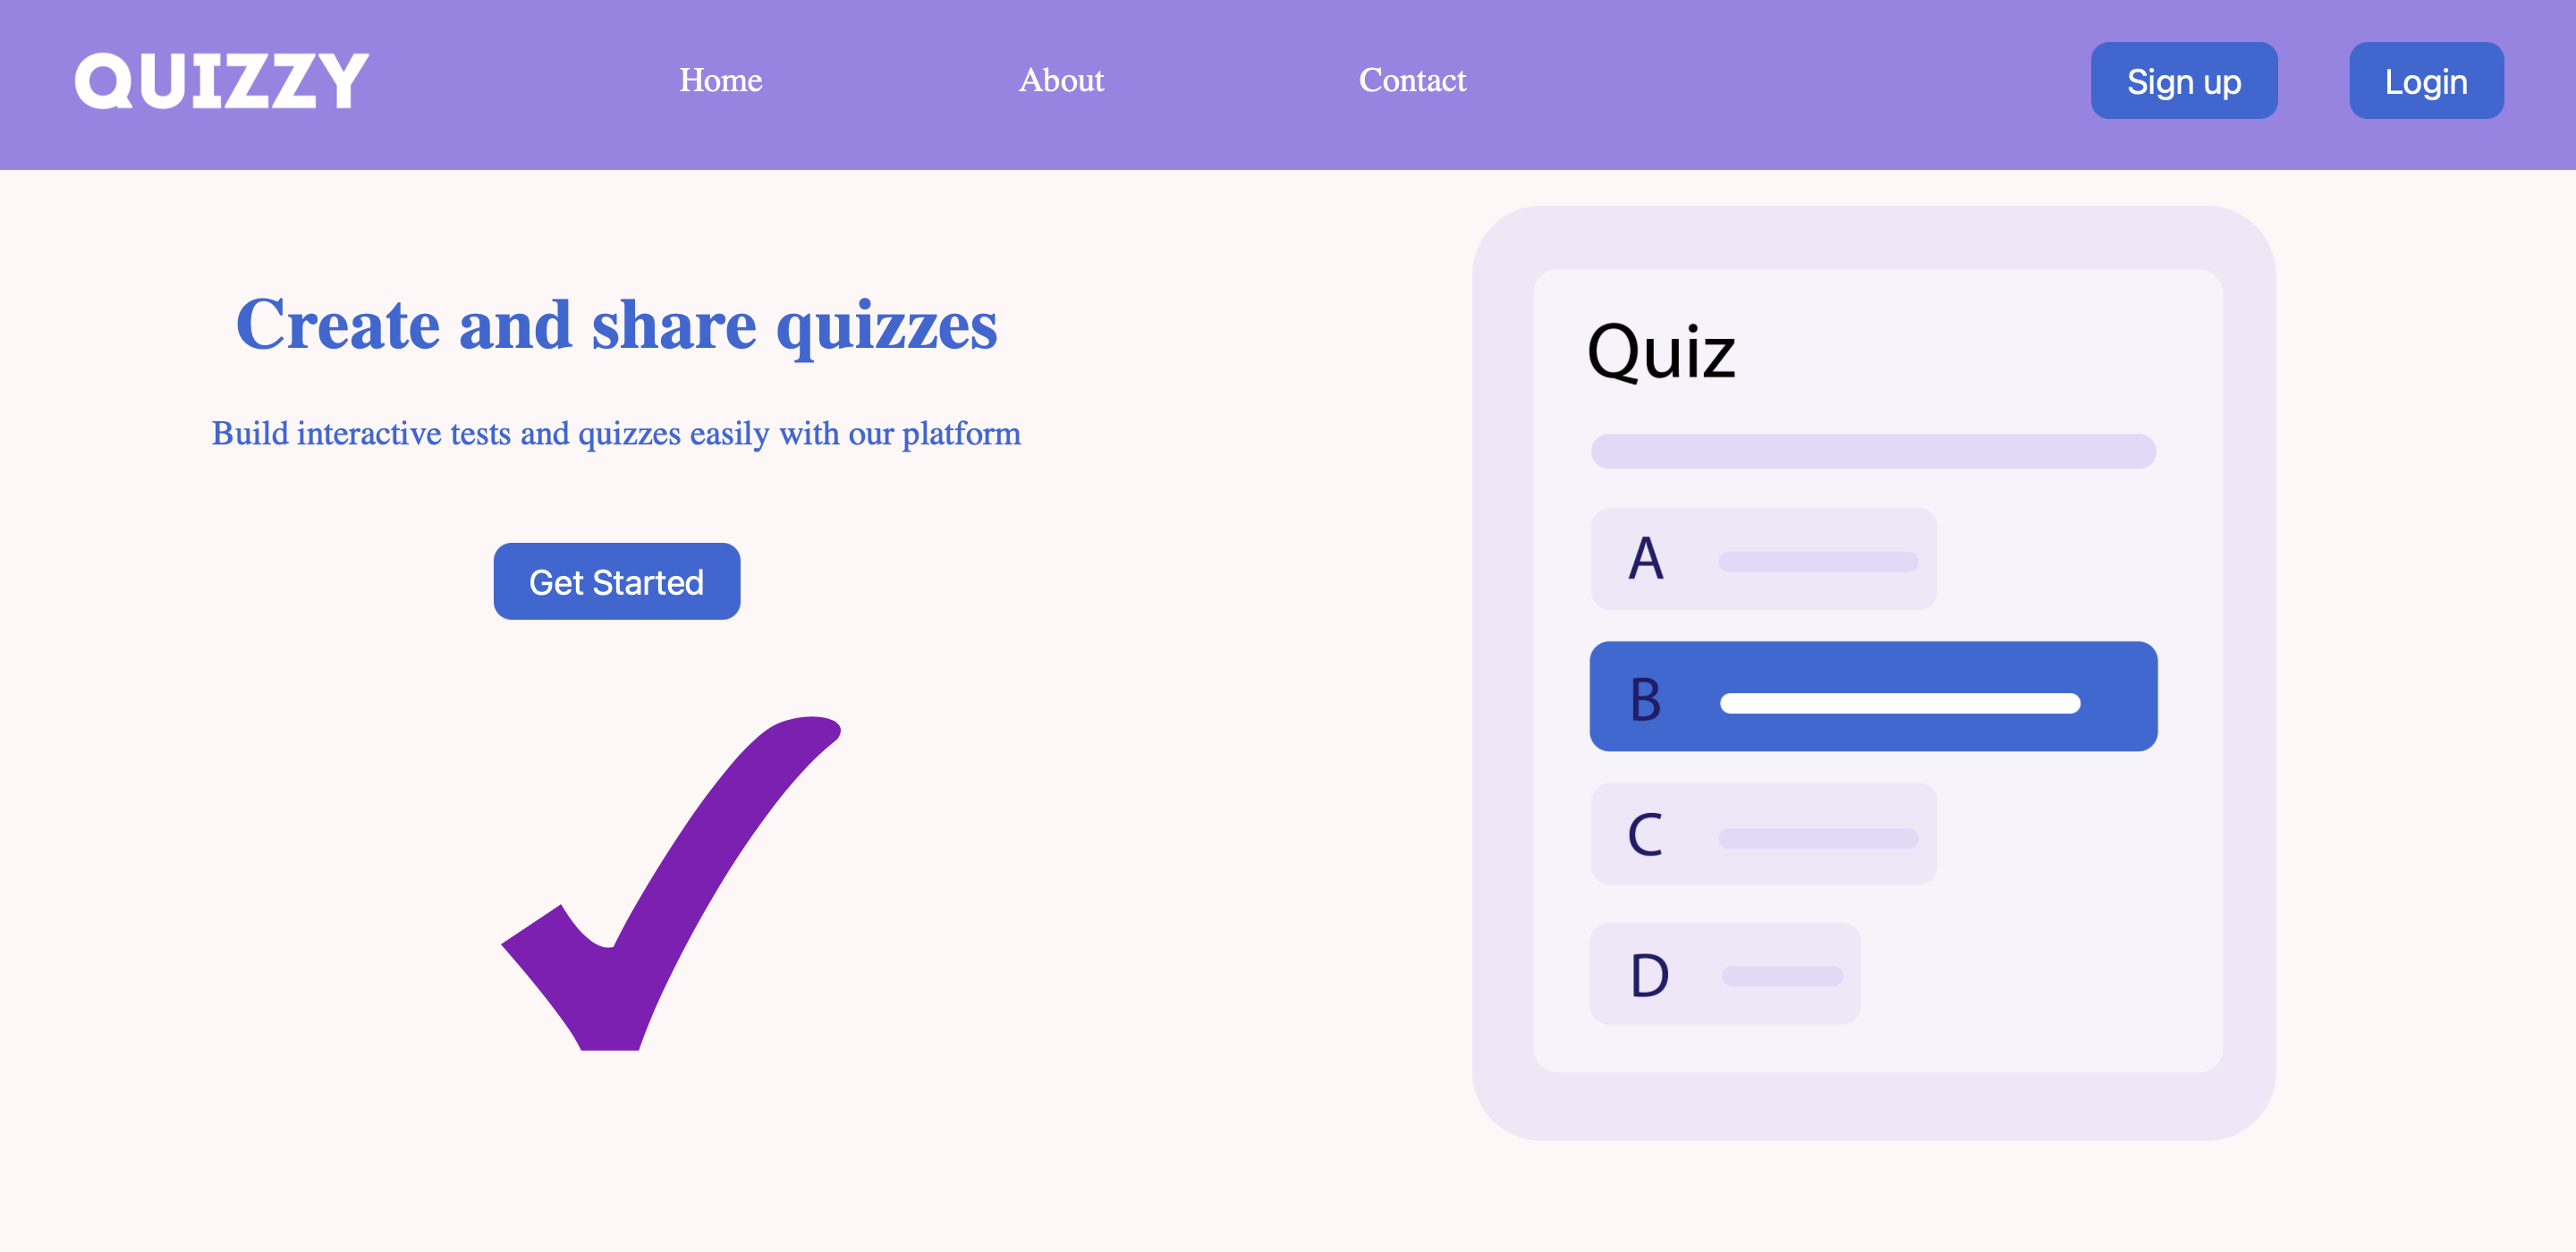 QUIZZY
Home
About
Contact
Sign up
Login
Create and share quizzes
Build interactive tests and quizzes easily with our platform
Get Started
Quiz
A
B
C
D